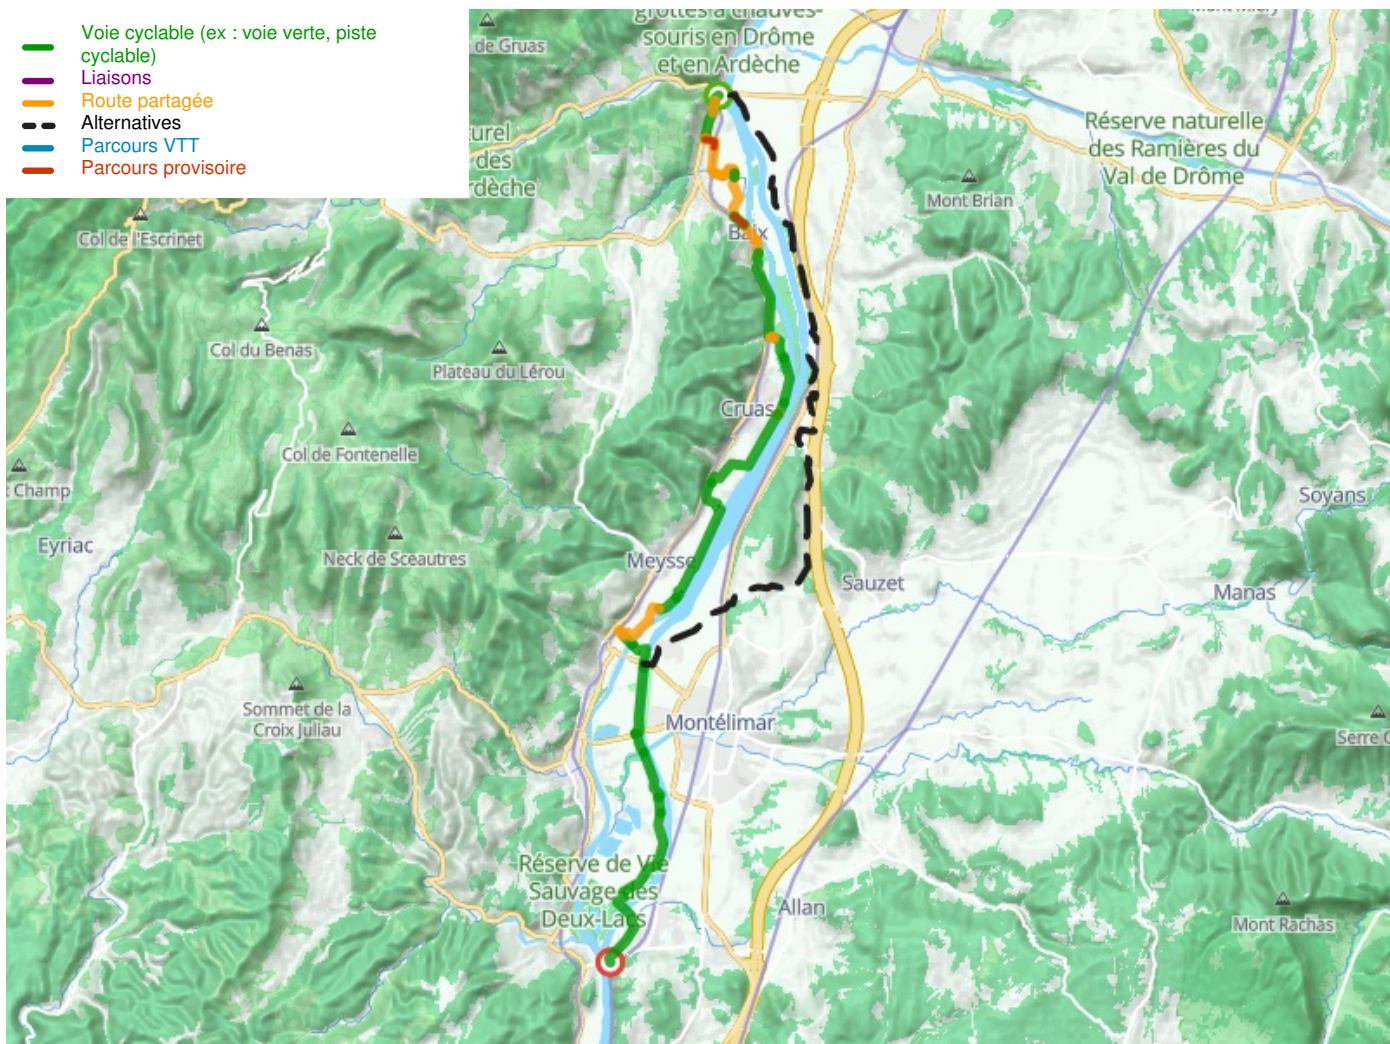 Voie cyclable (ex : voie verte, piste
cyclable)
Liaisons
Route partagée
Alternatives
Parcours VTT
Parcours provisoire
grottes à chauves-
souris en Drôme
et en Ardèche
de Gruas
Réserve naturelle
des Ramières du
Val de Drôme
des
Mont Brian
Baix
Col de l'Escrinet
Col du Benas
Plateau du Lérou
Cruas
Col de Fontenelle
Champ
Soyans
Eyriac
Neck de Sceautres
Meysse
Sauzet
Manas
Sommet de la
Croix Juliau
Montélimar
Serre
Réserve de Vie
Sauvage des
Deux Lacs
Allan
Mont Rachas